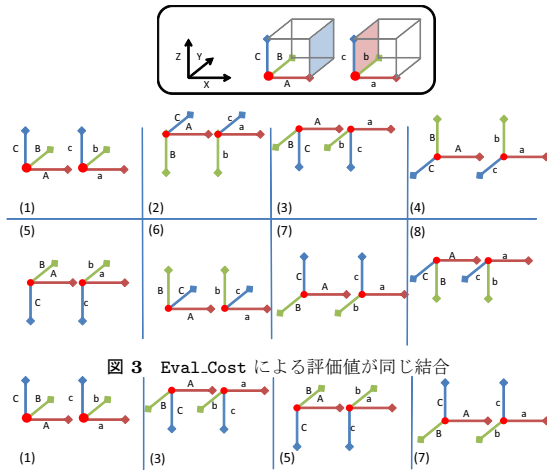 Z Y X C B A c b a
C B A c b a
C A B c a b
A B C a b c
B A C b a c
(1) (2) (3) (4)
(5) (6) (7) (8)
B A C b a c
B C A b c a
C B A c b a
A C B a c b
図 3 Eval_Cost による評価値が同じ結合
C B A c b a
A B C a b c
B A C b a c
C B A c b a
(1) (3) (5) (7)